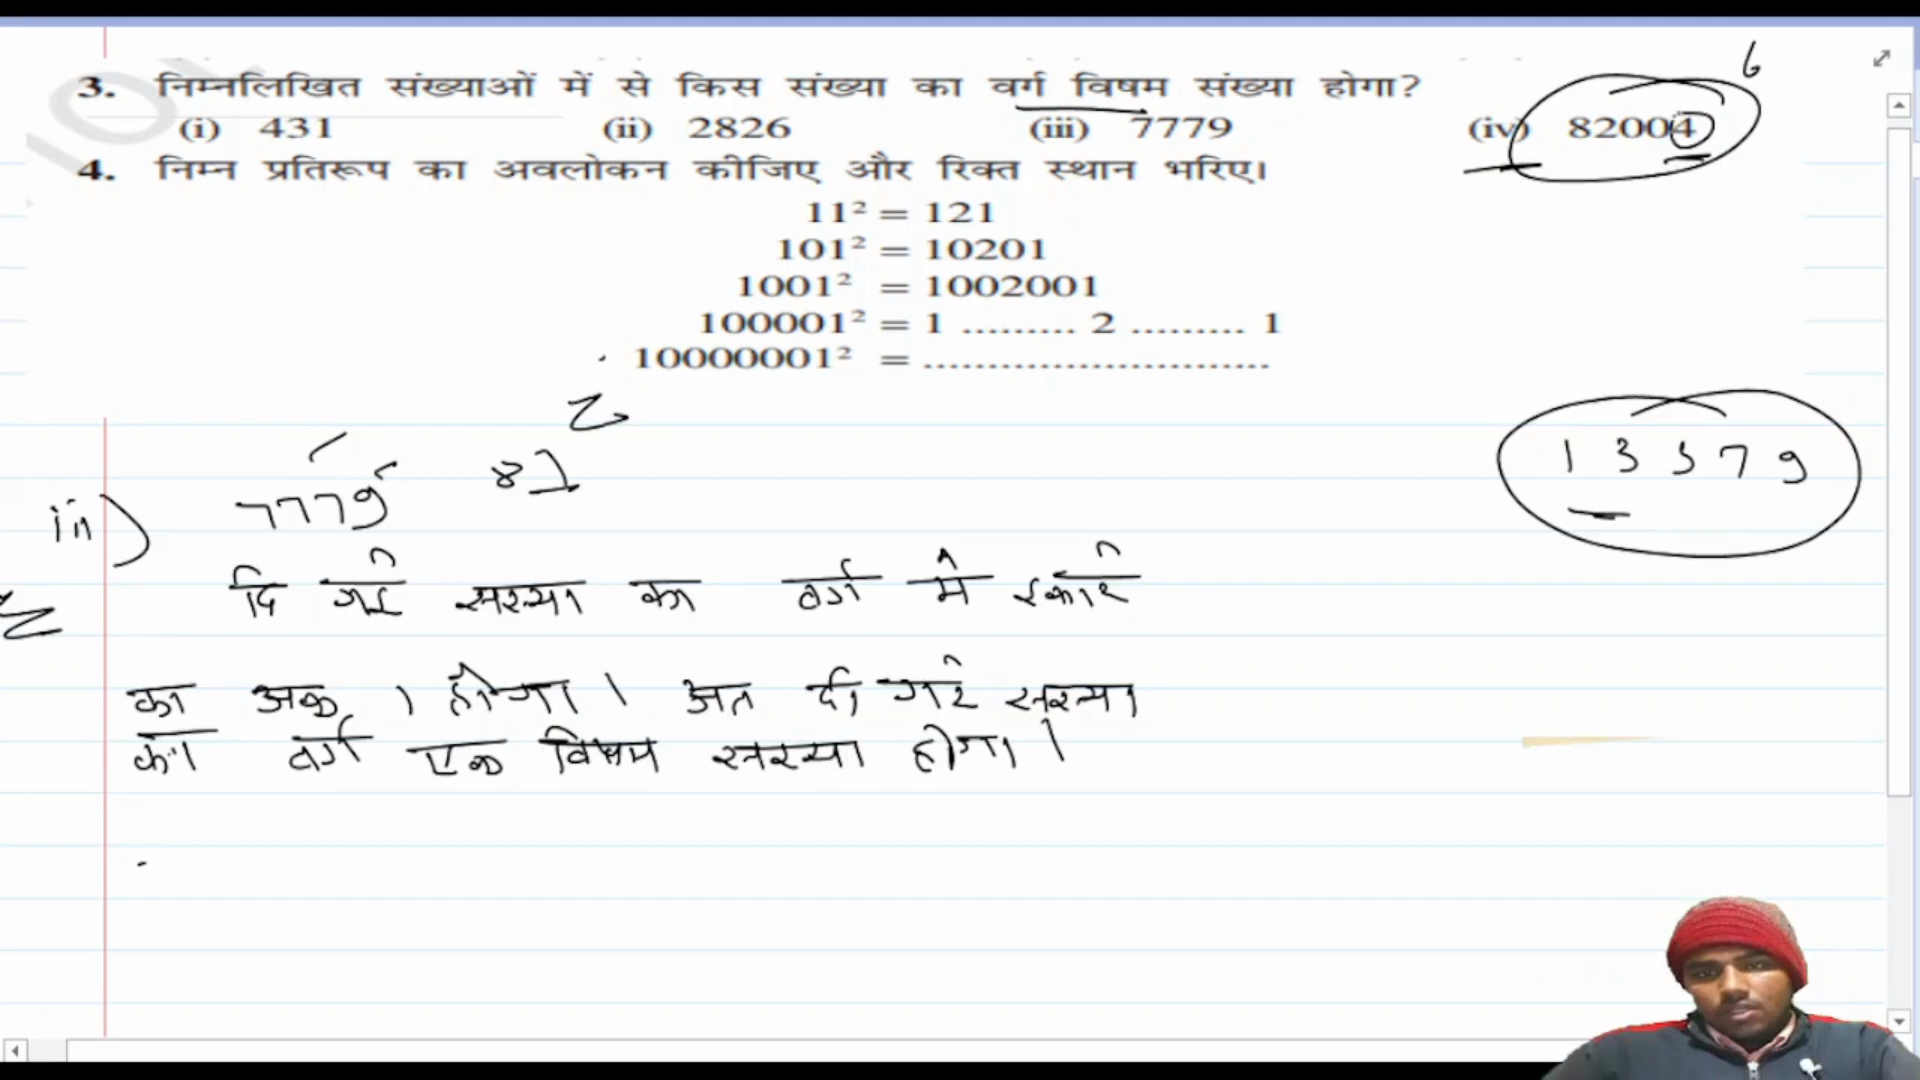 3. निम्नलिखित संख्याओं में से किस संख्या का वर्ग विषम संख्या होगा?
6
(i) 431 (ii) 2826 (iii) 7779 (iv) 82004
4. निम्न प्रतिरूप का अवलोकन कीजिए और रिक्त स्थान भरिए।
11² = 121
101² = 10201
1001² = 1002001
100001² = 1 ......... 2 ......... 1
10000001² = ...........................
1 3 5 7 9
iii) 7779 81
दि गई संख्या का वर्ग में इकाई
का अंक 1 होगा। अत दी गई संख्या
का वर्ग एक विषम संख्या होगा।